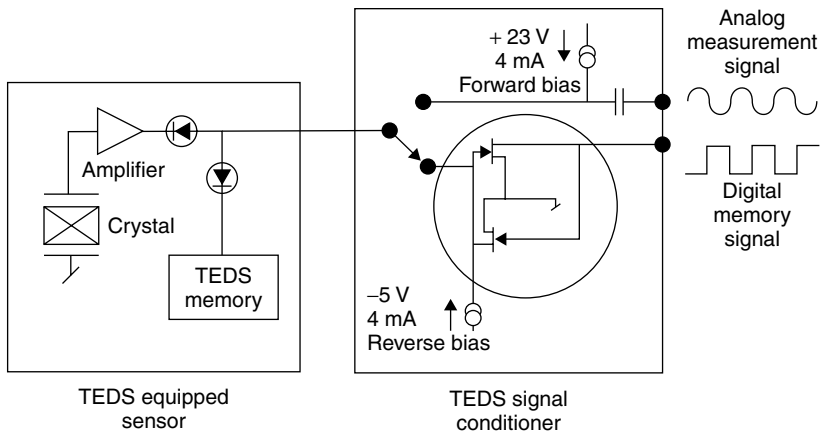 Amplifier
Crystal
TEDS
memory
TEDS equipped
sensor
+ 23 V
4 mA
Forward bias
–5 V
4 mA
Reverse bias
TEDS signal
conditioner
Analog
measurement
signal
Digital
memory
signal